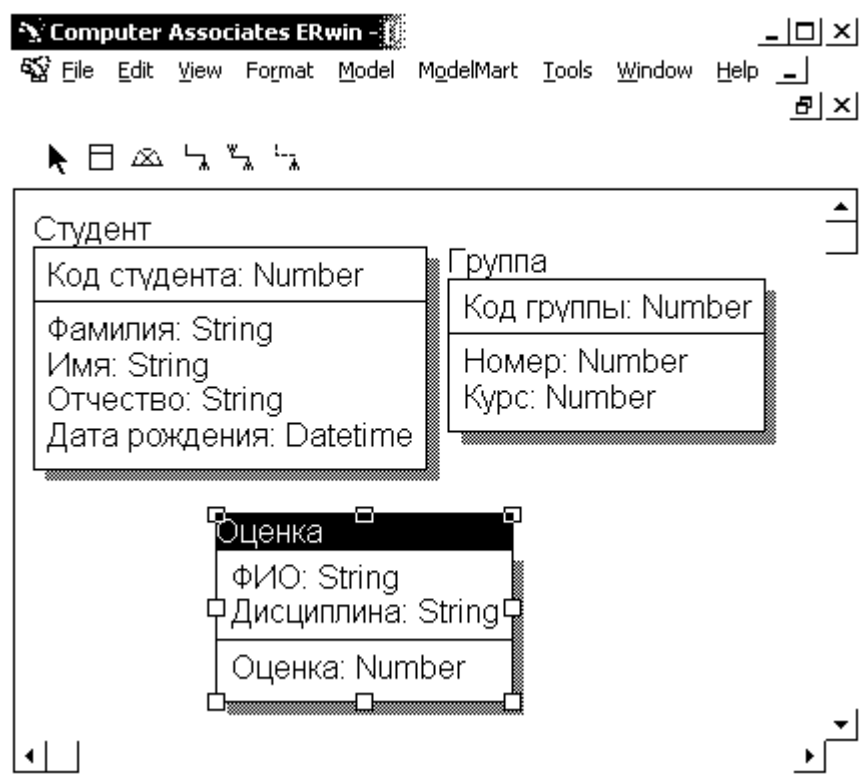 Computer Associates ERwin - [
File Edit View Format Model ModelMart Tools Window Help
Студент
Код студента: Number
Фамилия: String
Имя: String
Отчество: String
Дата рождения: Datetime
Группа
Код группы: Number
Номер: Number
Курс: Number
Оценка
ФИО: String
Дисциплина: String
Оценка: Number